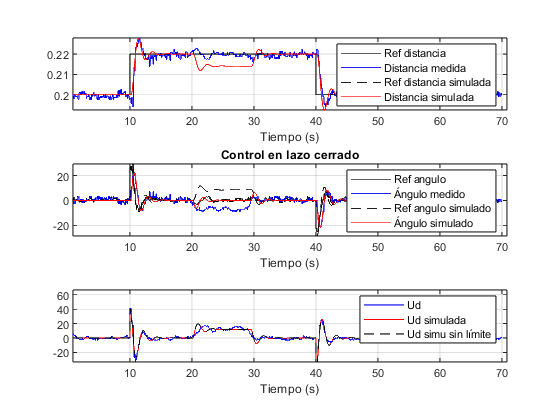 0.22
0.21
0.2
Ref distancia
Distancia medida
Ref distancia simulada
Distancia simulada
10 20 30 40 50 60 70
Tiempo (s)
Control en lazo cerrado
20
0
-20
Ref angulo
Ángulo medido
Ref angulo simulado
Ángulo simulado
10 20 30 40 50 60 70
Tiempo (s)
60
40
20
0
-20
Ud
Ud simulada
Ud simu sin límite
10 20 30 40 50 60 70
Tiempo (s)